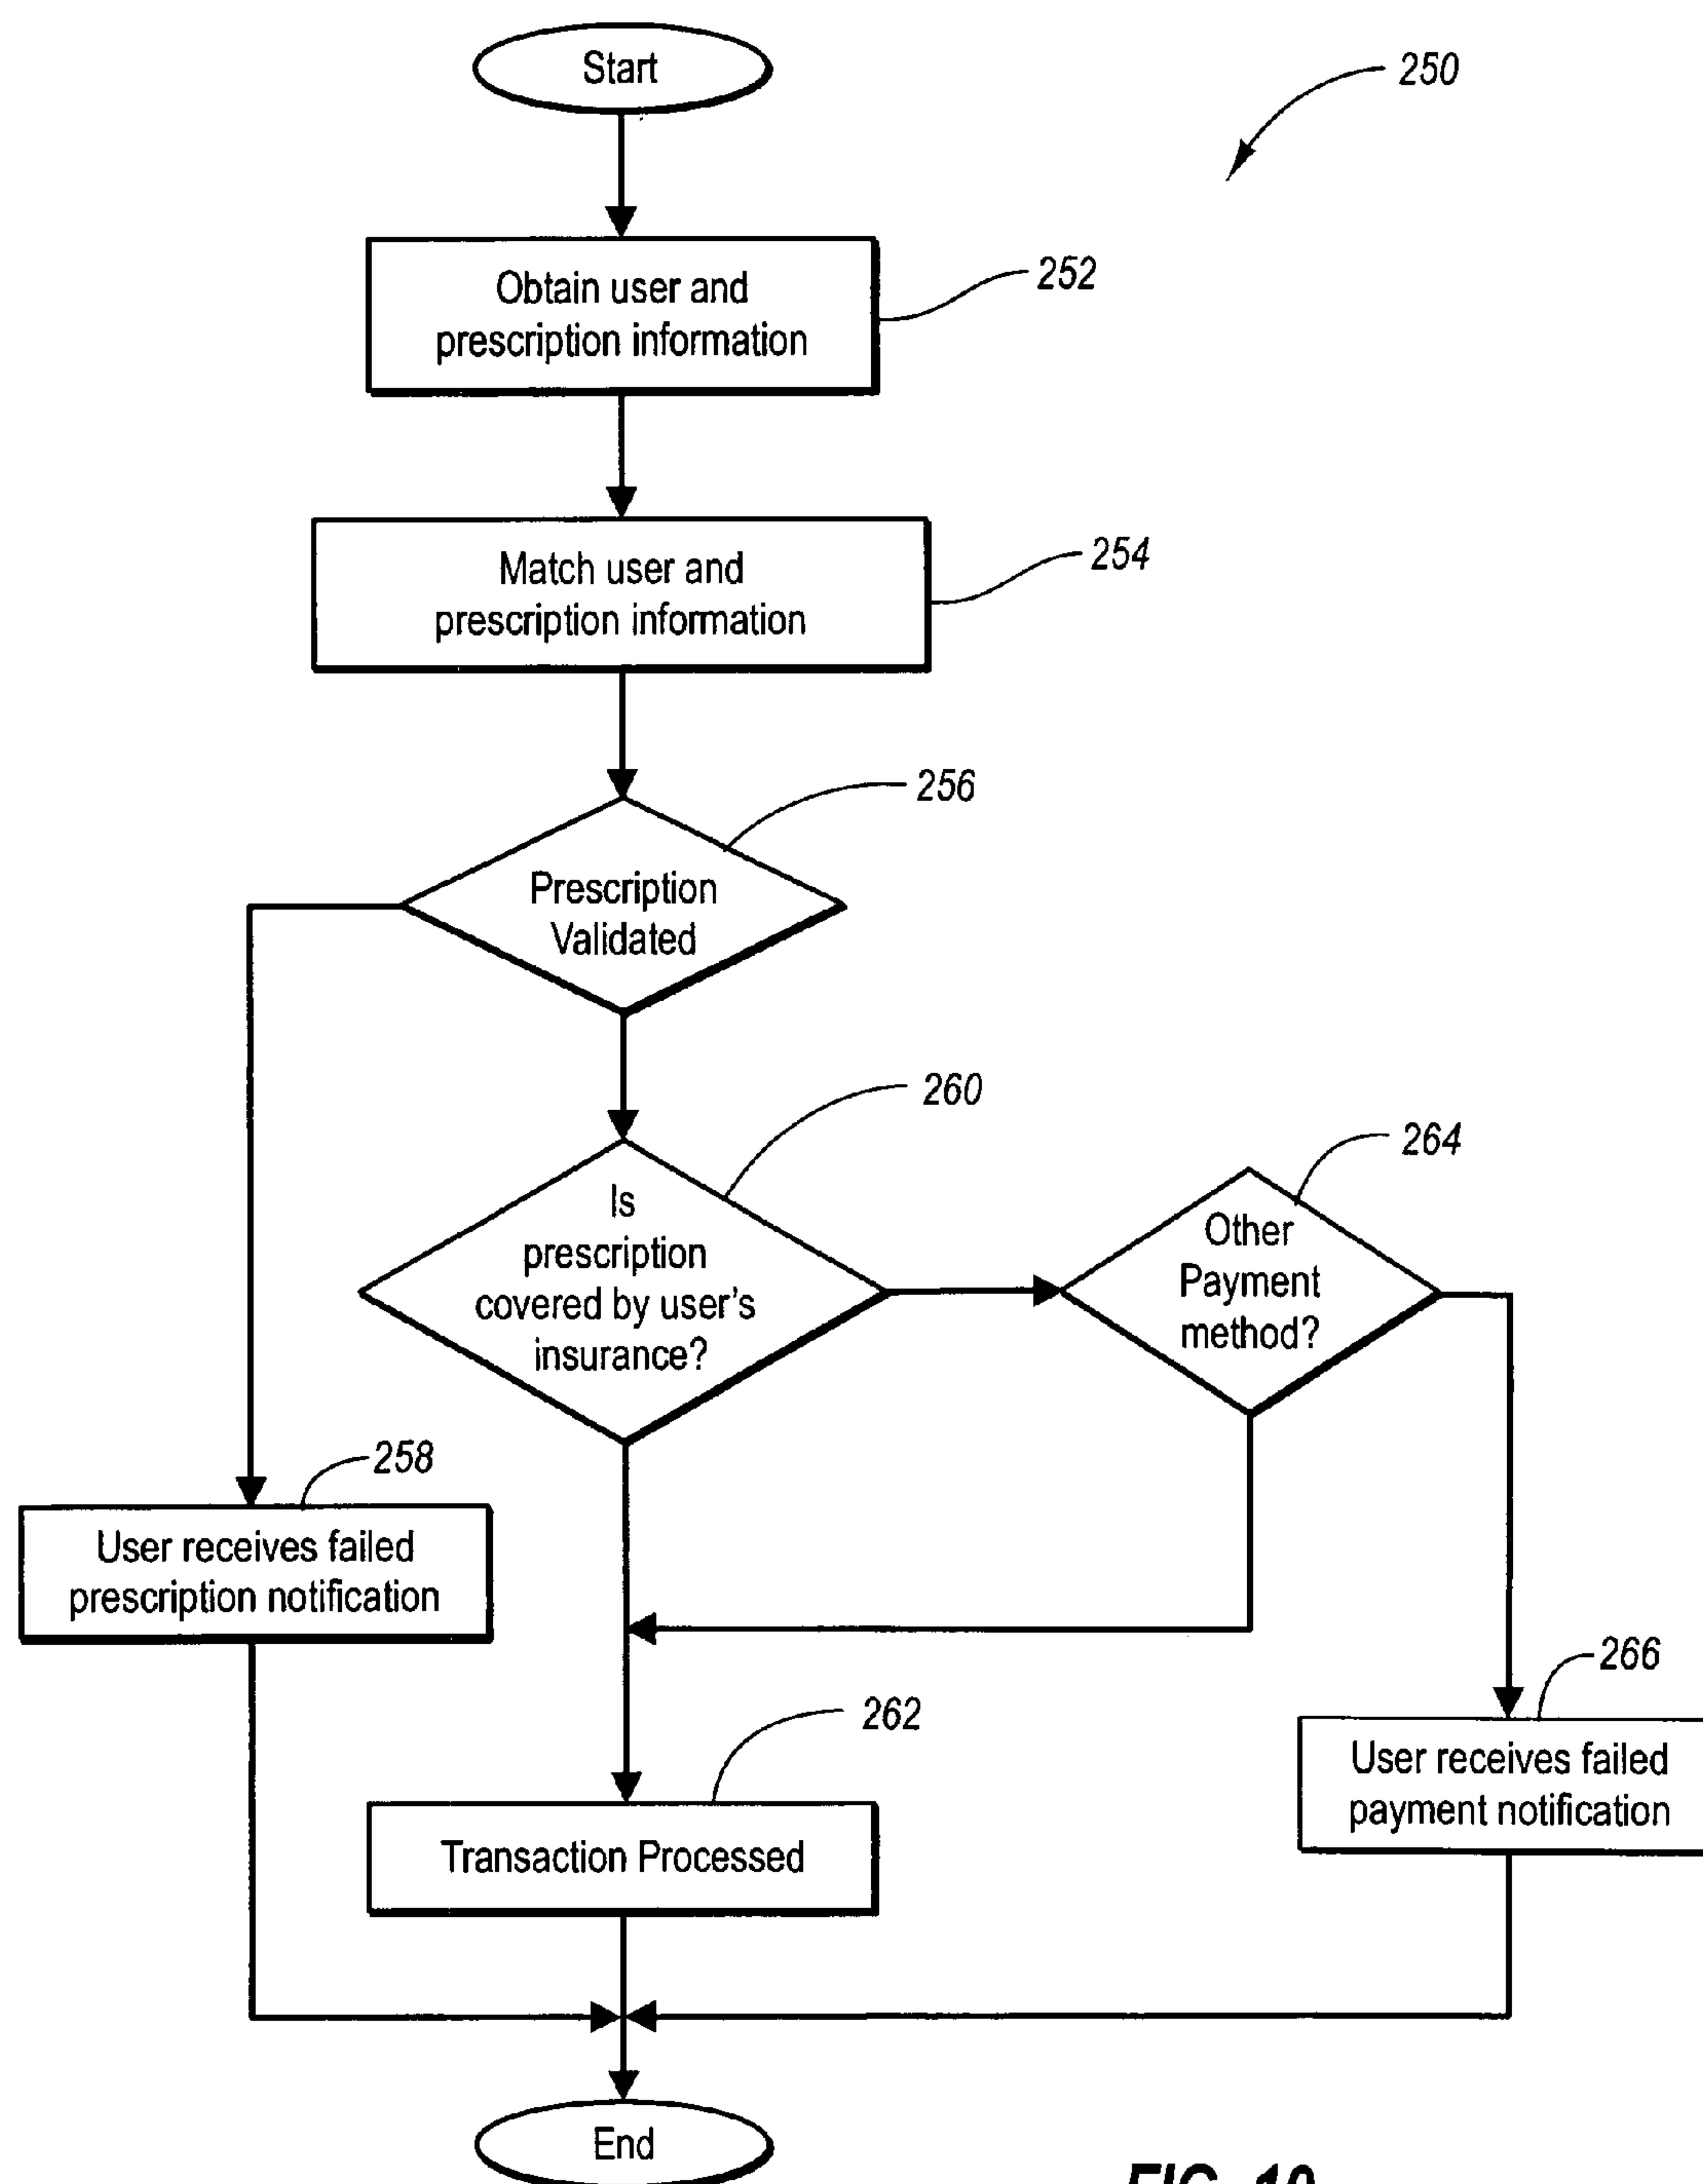 Start
250
Obtain user and
prescription information
252
Match user and
prescription information
254
256
Prescription
Validated
260
Is
prescription
covered by user's
insurance?
264
Other
Payment
method?
258
User receives failed
prescription notification
266
User receives failed
payment notification
262
Transaction Processed
End
FIG. 10